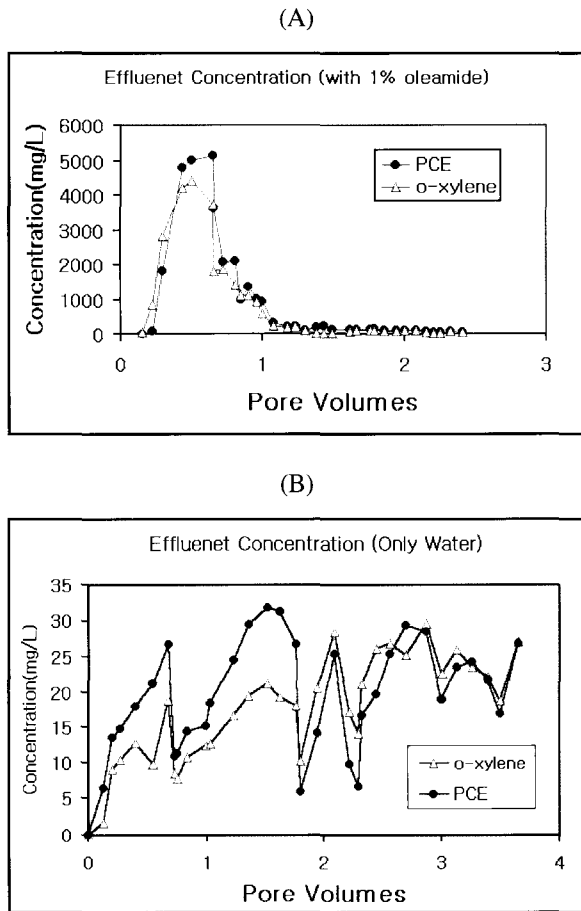 (A)
Effluenet Concentration (with 1% oleamide)
6000
5000
4000
3000
2000
1000
0
Concentration(mg/L)
PCE
o-xylene
0 1 2 3
Pore Volumes
(B)
Effluenet Concentration (Only Water)
35
30
25
20
15
10
5
0
Concentration(mg/L)
o-xylene
PCE
0 1 2 3 4
Pore Volumes